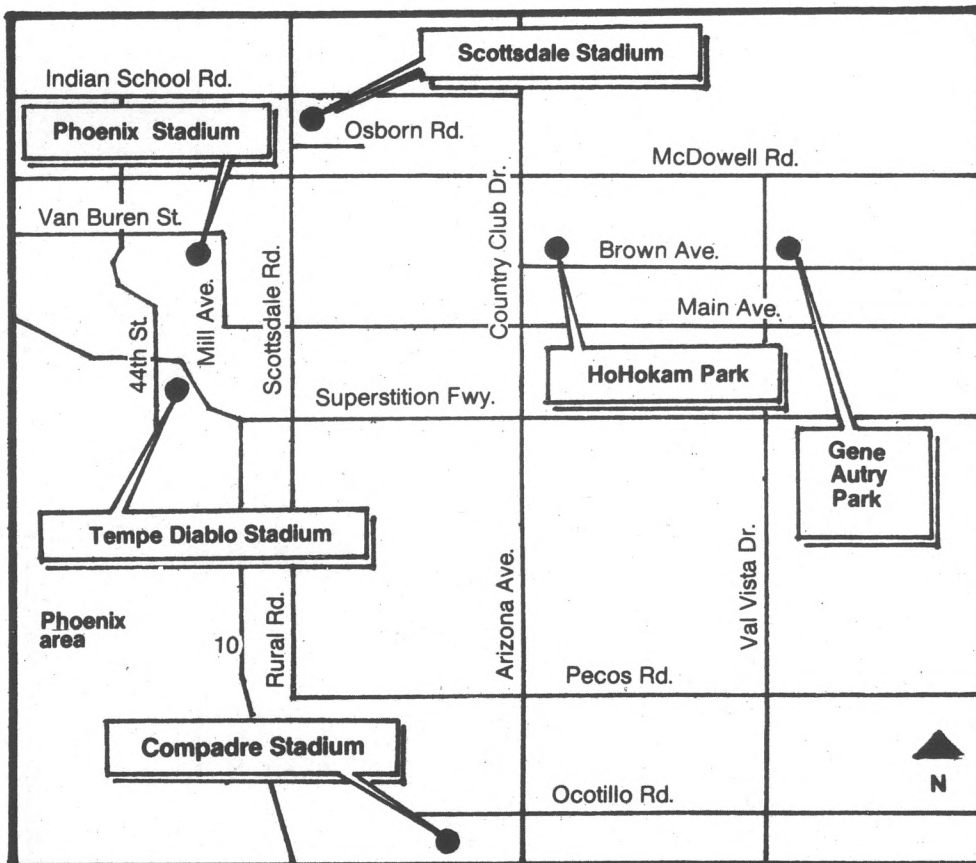 Scottsdale Stadium
Indian School Rd.
Phoenix Stadium
Osborn Rd.
McDowell Rd.
Van Buren St.
Country Club Dr.
Brown Ave.
Main Ave.
Mill Ave.
Scottsdale Rd.
44th St.
HoHokam Park
Superstition Fwy.
Gene
Autry
Park
Tempe Diablo Stadium
Phoenix
area
10
Rural Rd.
Arizona Ave.
Val Vista Dr.
Pecos Rd.
Compadre Stadium
Ocotillo Rd.
N